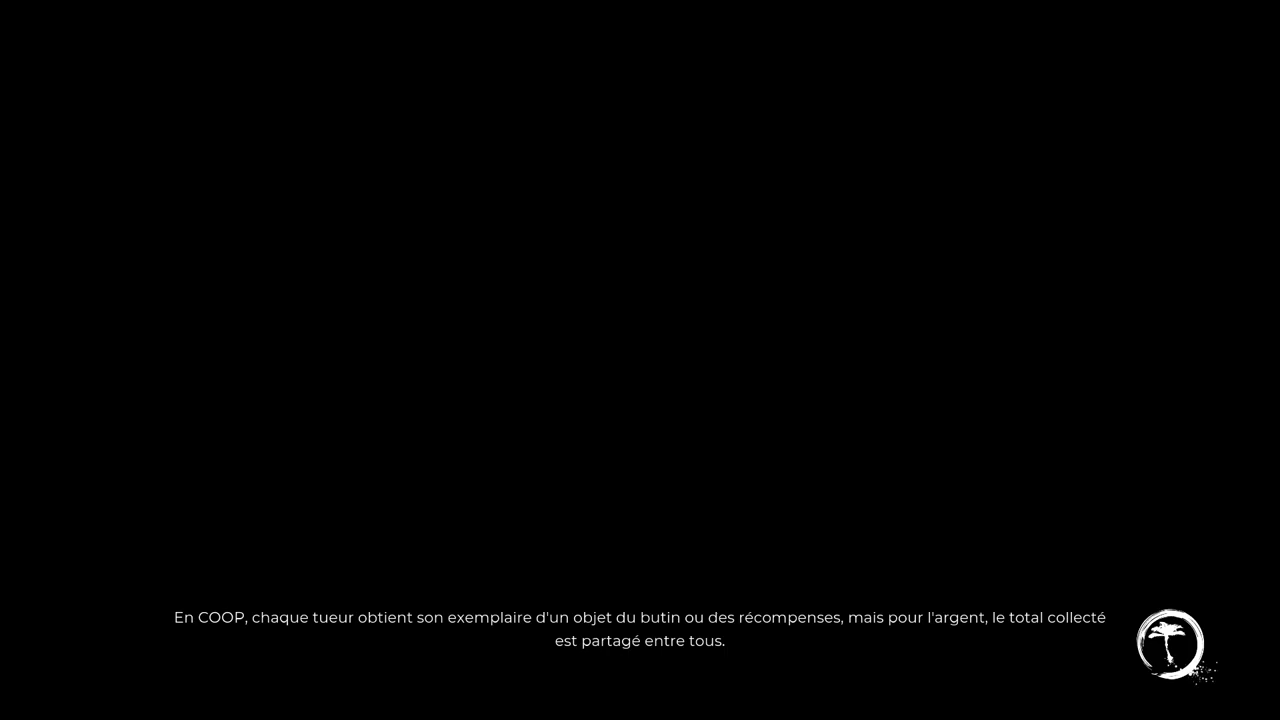 En COOP, chaque tueur obtient son exemplaire d'un objet du butin ou des récompenses, mais pour l'argent, le total collecté
est partagé entre tous.